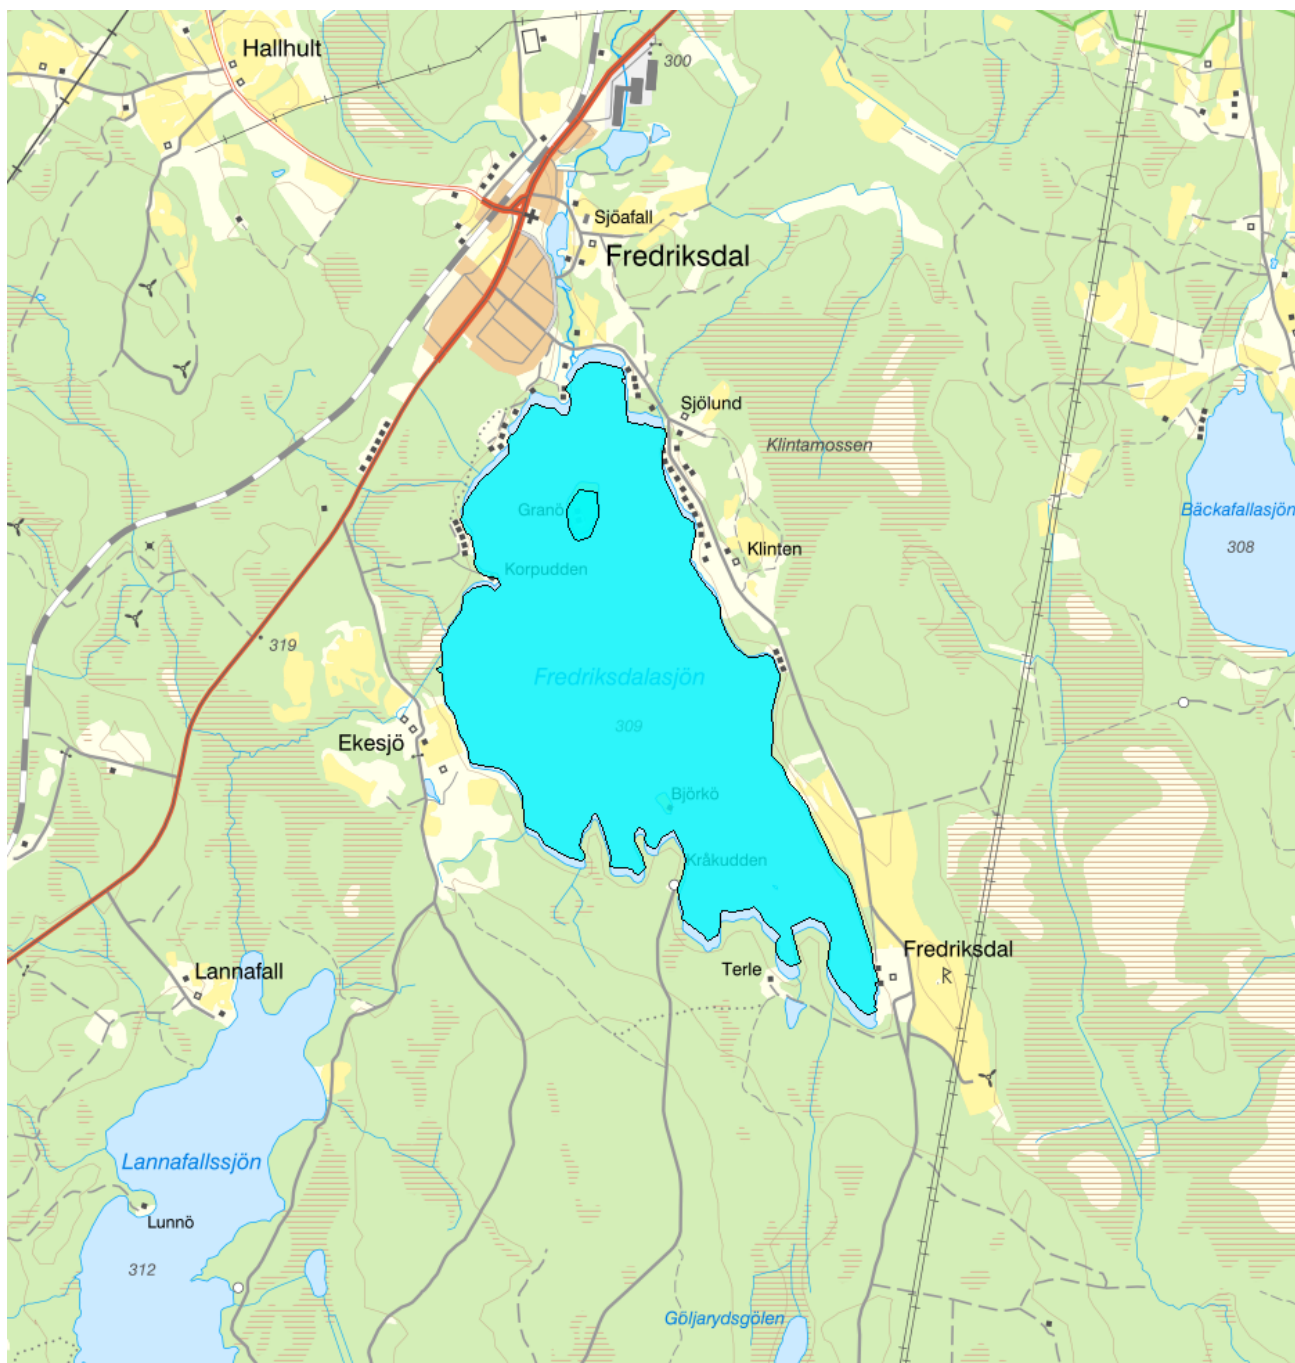 Hallhult
300
Sjöafall
Fredriksdal
Sjölund
Klintamossen
Granö
Bäckafallasjön
308
Klinten
Korpudden
319
Fredriksdalasjön
309
Ekesjö
Björkö
Kråkudden
Fredriksdal
Terle
R
Lannafall
Lannafallssjön
Lunnö
312
Göljarydsgölen